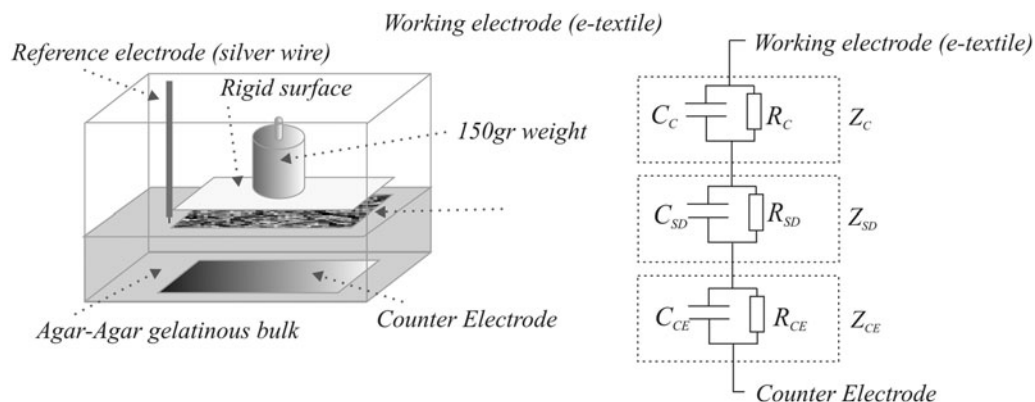 Working electrode (e-textile)
Reference electrode (silver wire)
Rigid surface
150gr weight
Agar-Agar gelatinous bulk
Counter Electrode
Working electrode (e-textile)
C_C R_C Z_C
C_SD R_SD Z_SD
C_CE R_CE Z_CE
Counter Electrode